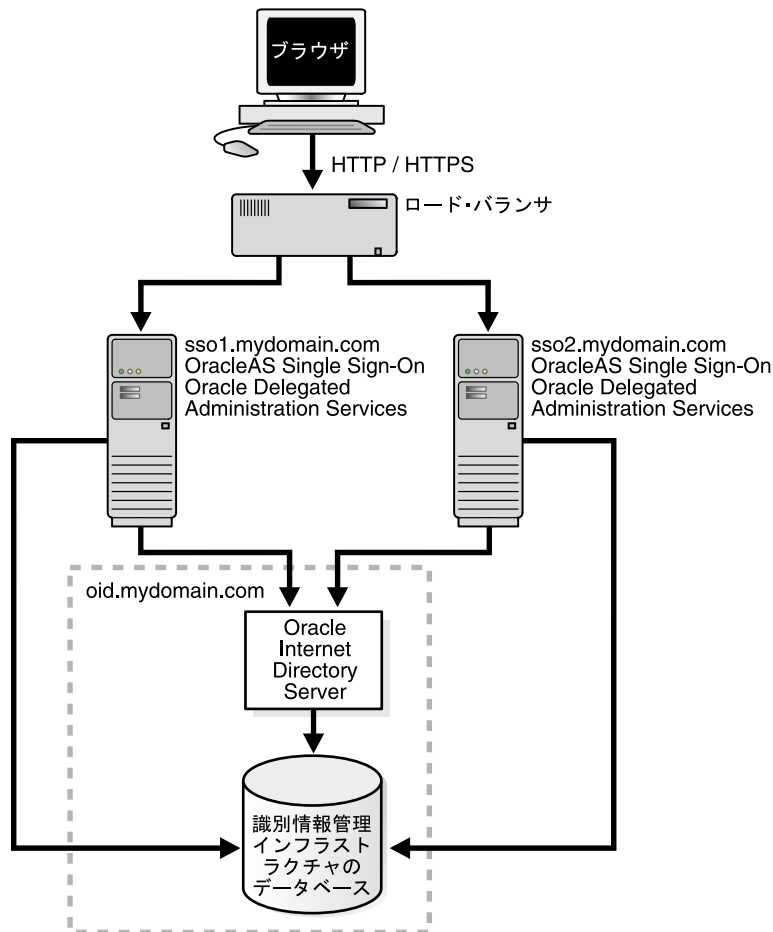 ブラウザ
HTTP / HTTPS
ロード・バランサ
sso1.mydomain.com
OracleAS Single Sign-On
Oracle Delegated
Administration Services
sso2.mydomain.com
OracleAS Single Sign-On
Oracle Delegated
Administration Services
oid.mydomain.com
Oracle
Internet
Directory
Server
識別情報管理
インフラスト
ラクチャの
データベース